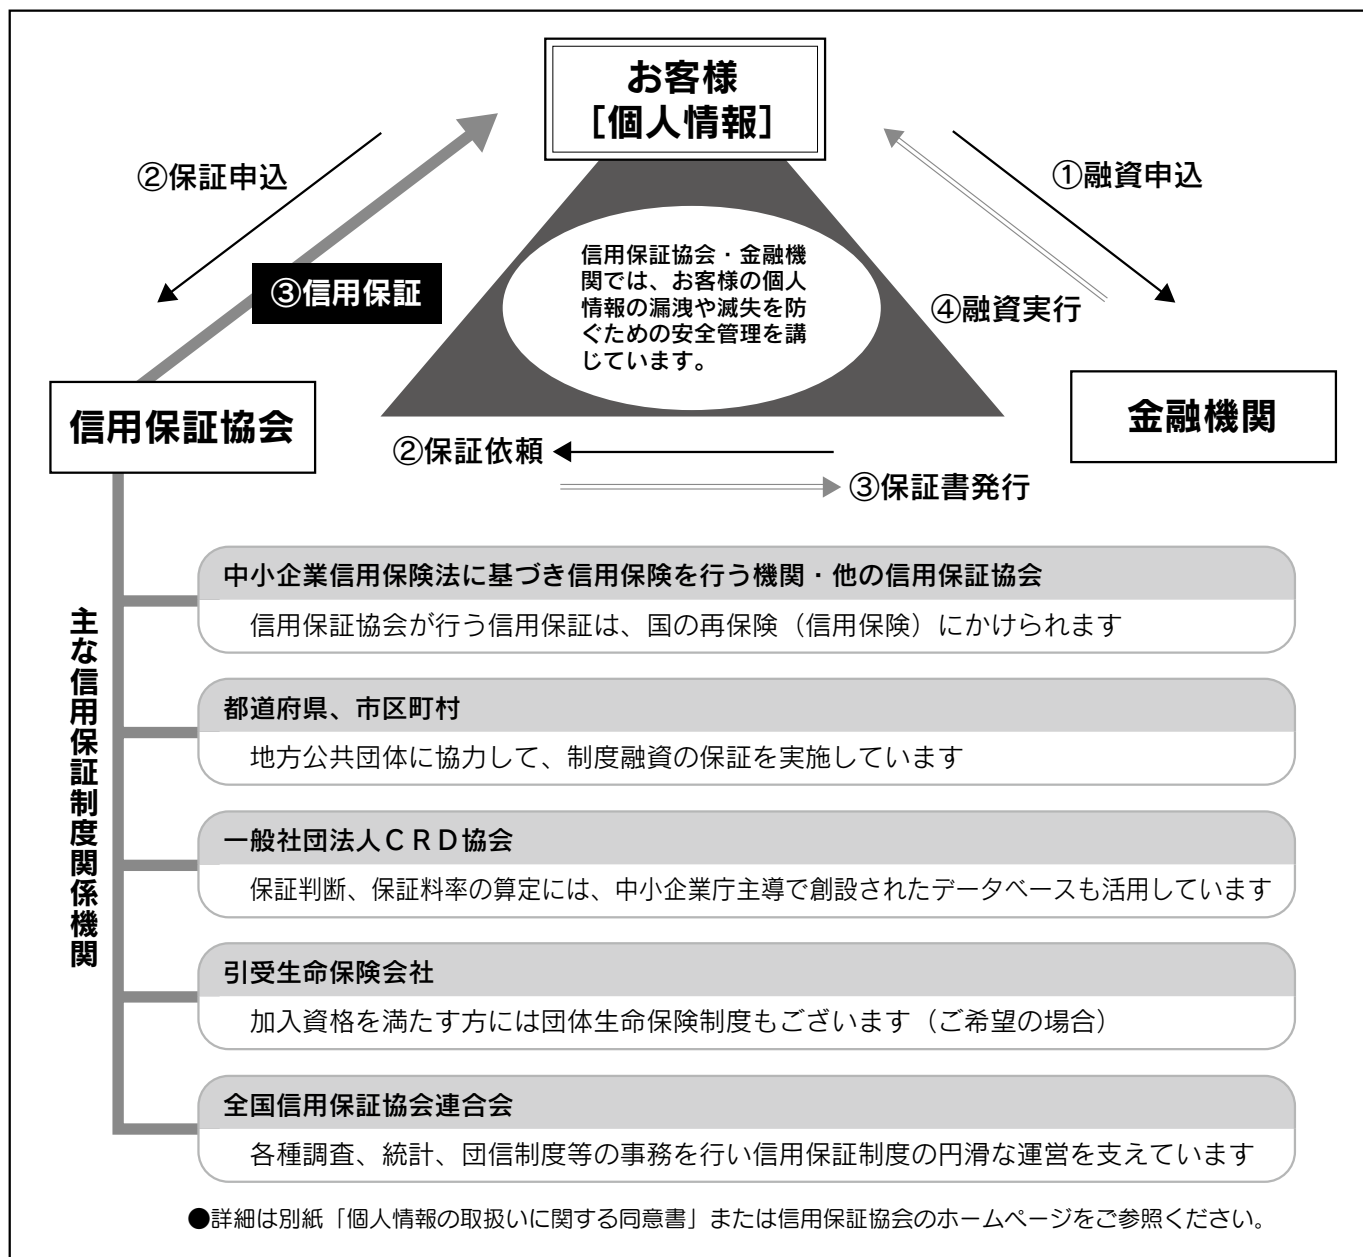 お客様
[個人情報]
②保証申込
①融資申込
③信用保証
信用保証協会・金融機
関では、お客様の個人
情報の漏洩や滅失を防
ぐための安全管理を講
じています。
④融資実行
信用保証協会
金融機関
②保証依頼
③保証書発行
主な信用保証制度関係機関
中小企業信用保険法に基づき信用保険を行う機関・他の信用保証協会
信用保証協会が行う信用保証は、国の再保険（信用保険）にかけられます
都道府県、市区町村
地方公共団体に協力して、制度融資の保証を実施しています
一般社団法人ＣＲＤ協会
保証判断、保証料率の算定には、中小企業庁主導で創設されたデータベースも活用しています
引受生命保険会社
加入資格を満たす方には団体生命保険制度もございます（ご希望の場合）
全国信用保証協会連合会
各種調査、統計、団信制度等の事務を行い信用保証制度の円滑な運営を支えています
●詳細は別紙「個人情報の取扱いに関する同意書」または信用保証協会のホームページをご参照ください。